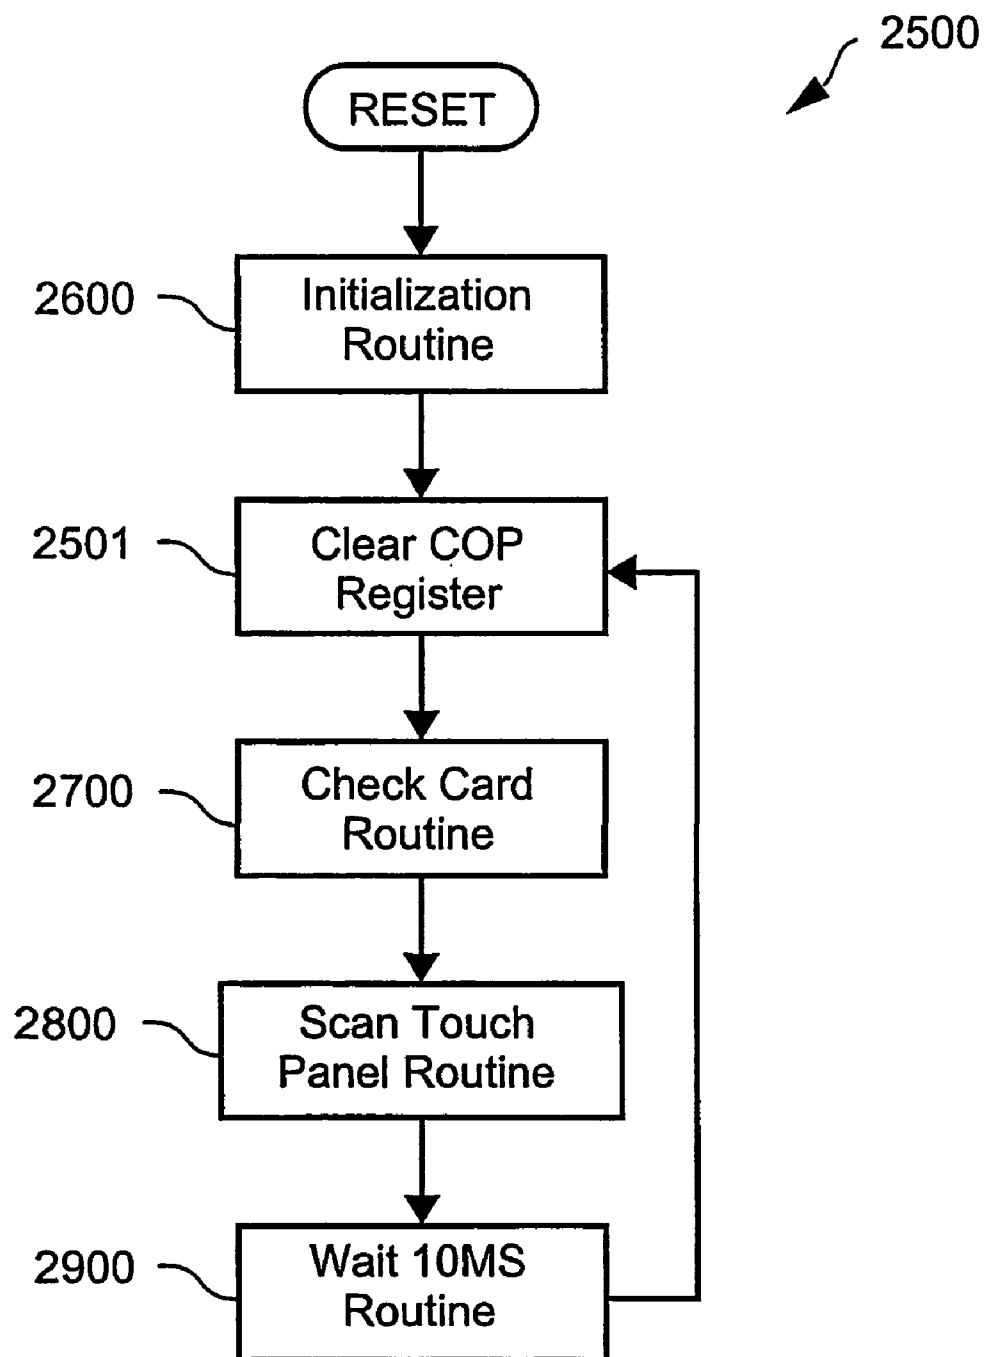 2500
RESET
2600
Initialization
Routine
2501
Clear COP
Register
2700
Check Card
Routine
2800
Scan Touch
Panel Routine
2900
Wait 10MS
Routine